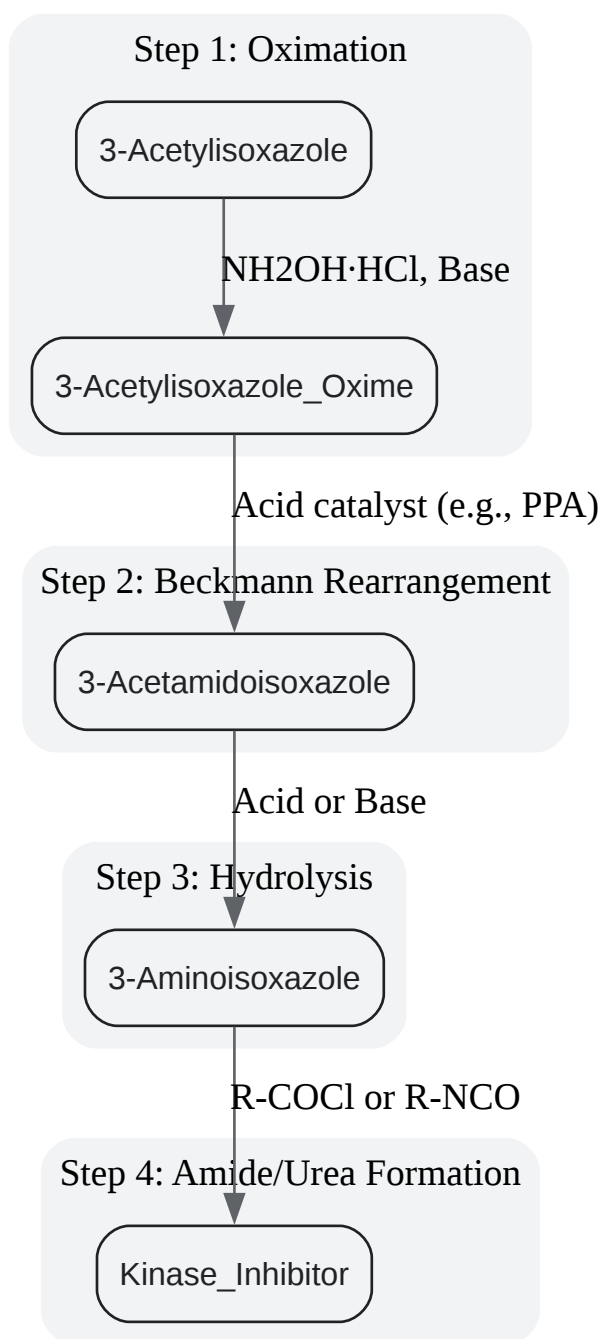 Step 1: Oximation
3-Acetylisoxazole
NH2OH·HCl, Base
3-Acetylisoxazole_Oxime
Acid catalyst (e.g., PPA)
Step 2: Beckmann Rearrangement
3-Acetamidoisoxazole
Acid or Base
Step 3: Hydrolysis
3-Aminoisoxazole
R-COCl or R-NCO
Step 4: Amide/Urea Formation
Kinase_Inhibitor